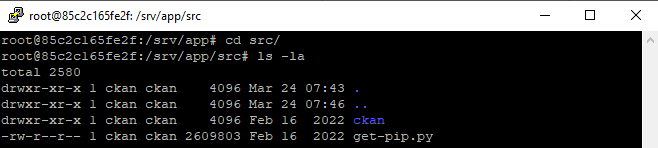 root@85c2c165fe2f: /srv/app/src
root@85c2c165fe2f:/srv/app# cd src/
root@85c2c165fe2f:/srv/app/src# ls -la
total 2580
drwxr-xr-x 1 ckan ckan    4096 Mar 24 07:43 .
drwxr-xr-x 1 ckan ckan    4096 Mar 24 07:46 ..
drwxr-xr-x 1 ckan ckan    4096 Feb 16  2022 ckan
-rw-r--r-- 1 ckan ckan 2609803 Feb 16  2022 get-pip.py